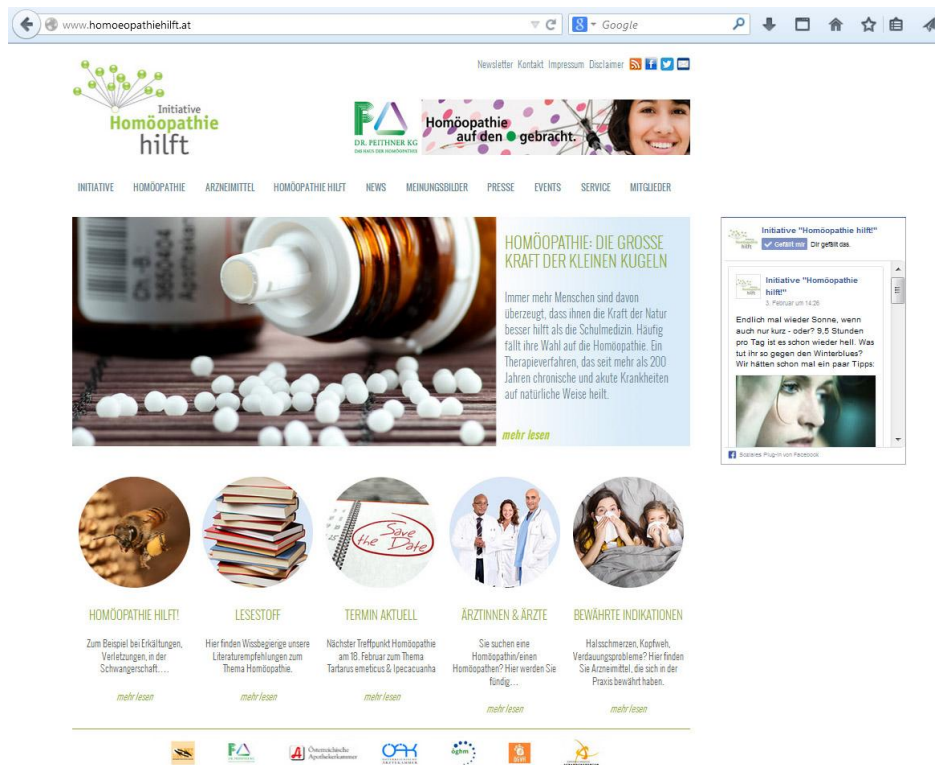 www.homoeopathiehilft.at
Google
Newsletter Kontakt Impressum Disclaimer
Initiative
Homöopathie
hilft
DR. PEITHNER KG
DAS HAUS DER HOMÖOPATHIE
Homöopathie
auf den gebracht.
INITIATIVE HOMÖOPATHIE ARZNEIMITTEL HOMÖOPATHIE HILFT NEWS MEINUNGSBILDER PRESSE EVENTS SERVICE MITGLIEDER
HOMÖOPATHIE: DIE GROSSE
KRAFT DER KLEINEN KUGELN
Immer mehr Menschen sind davon
überzeugt, dass ihnen die Kraft der Natur
besser hilft als die Schulmedizin. Häufig
fällt ihre Wahl auf die Homöopathie. Ein
Therapieverfahren, das seit mehr als 200
Jahren chronische und akute Krankheiten
auf natürliche Weise heilt.
mehr lesen
Initiative "Homöopathie hilft!"
Gefällt mir Dir gefällt das.
Initiative "Homöopathie
hilft!"
3. Februar um 14:26
Endlich mal wieder Sonne, wenn
auch nur kurz - oder? 9,5 Stunden
pro Tag ist es schon wieder hell. Was
tut ihr so gegen den Winterblues?
Wir hätten schon mal ein paar Tipps:
Soziales Plug-in von Facebook
Save
the Date
HOMÖOPATHIE HILFT!
Zum Beispiel bei Erkältungen,
Verletzungen, in der
Schwangerschaft....
mehr lesen
LESESTOFF
Hier finden Wissbegierige unsere
Literaturempfehlungen zum
Thema Homöopathie.
mehr lesen
TERMIN AKTUELL
Nächster Treffpunkt Homöopathie
am 18. Februar zum Thema
Tartarus emeticus & Ipecacuanha
mehr lesen
ÄRZTINNEN & ÄRZTE
Sie suchen eine
Homöopathin/einen
Homöopathen? Hier werden Sie
fündig...
mehr lesen
BEWÄHRTE INDIKATIONEN
Halsschmerzen, Kopfweh,
Verdauungsprobleme? Hier finden
Sie Arzneimittel, die sich in der
Praxis bewährt haben.
mehr lesen
Österreichische
Apothekerkammer
ÖAK
öghm